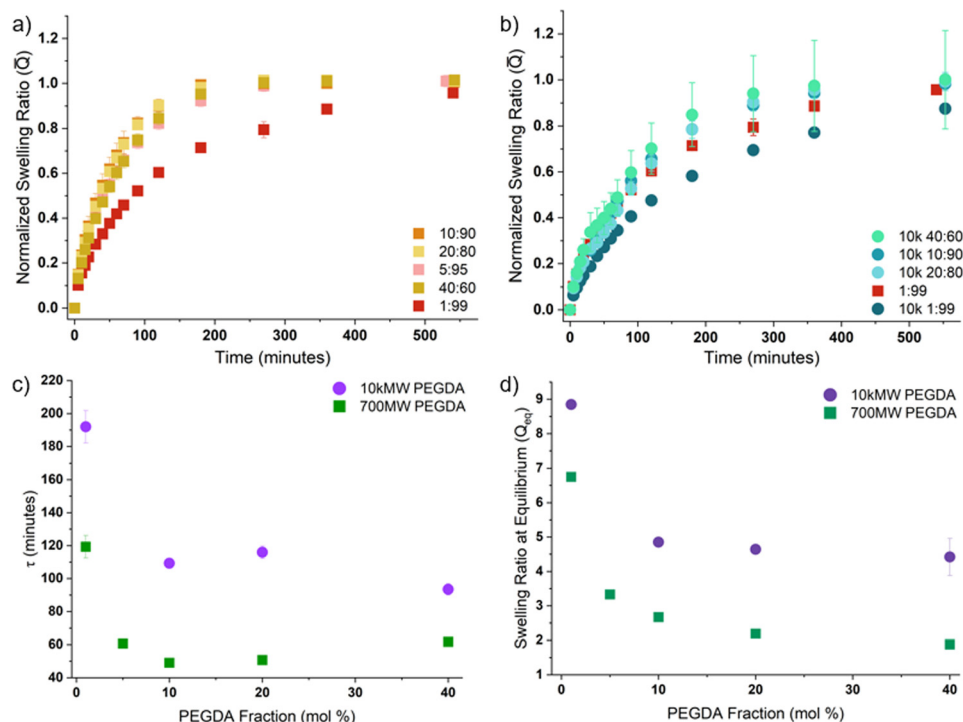 a)
Normalized Swelling Ratio (Q̄)
1.2
1.0
0.8
0.6
0.4
0.2
0.0
10:90
20:80
5:95
40:60
1:99
0 100 200 300 400 500
Time (minutes)
b)
Normalized Swelling Ratio (Q̄)
1.2
1.0
0.8
0.6
0.4
0.2
0.0
10k 40:60
10k 10:90
10k 20:80
1:99
10k 1:99
0 100 200 300 400 500
Time (minutes)
c)
τ (minutes)
220
200
180
160
140
120
100
80
60
40
10kMW PEGDA
700MW PEGDA
0 10 20 30 40
PEGDA Fraction (mol %)
d)
Swelling Ratio at Equilibrium (Qeq)
9
8
7
6
5
4
3
2
1
10kMW PEGDA
700MW PEGDA
0 10 20 30 40
PEGDA Fraction (mol %)